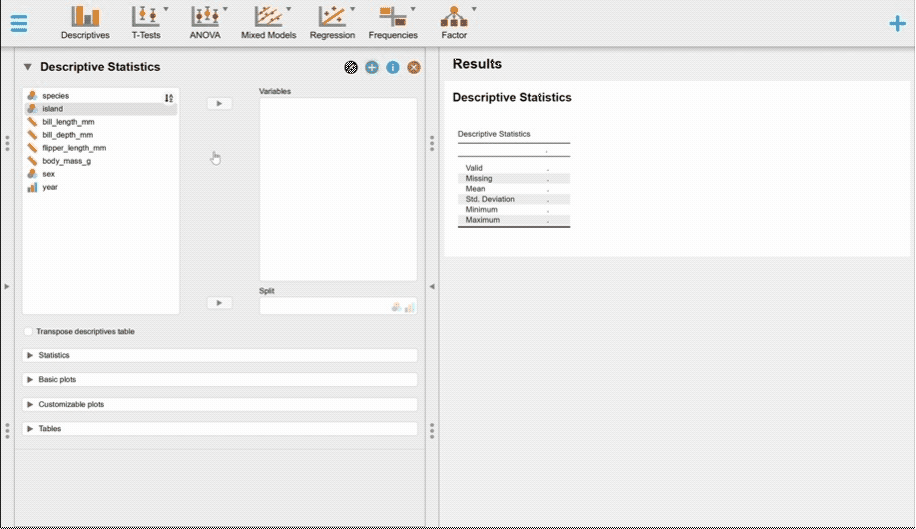 Descriptives T-Tests ANOVA Mixed Models Regression Frequencies Factor
Descriptive Statistics
species
island
bill_length_mm
bill_depth_mm
flipper_length_mm
body_mass_g
sex
year
Variables
Split
Transpose descriptives table
Statistics
Basic plots
Customizable plots
Tables
Results
Descriptive Statistics
Descriptive Statistics
.
Valid .
Missing .
Mean .
Std. Deviation .
Minimum .
Maximum .